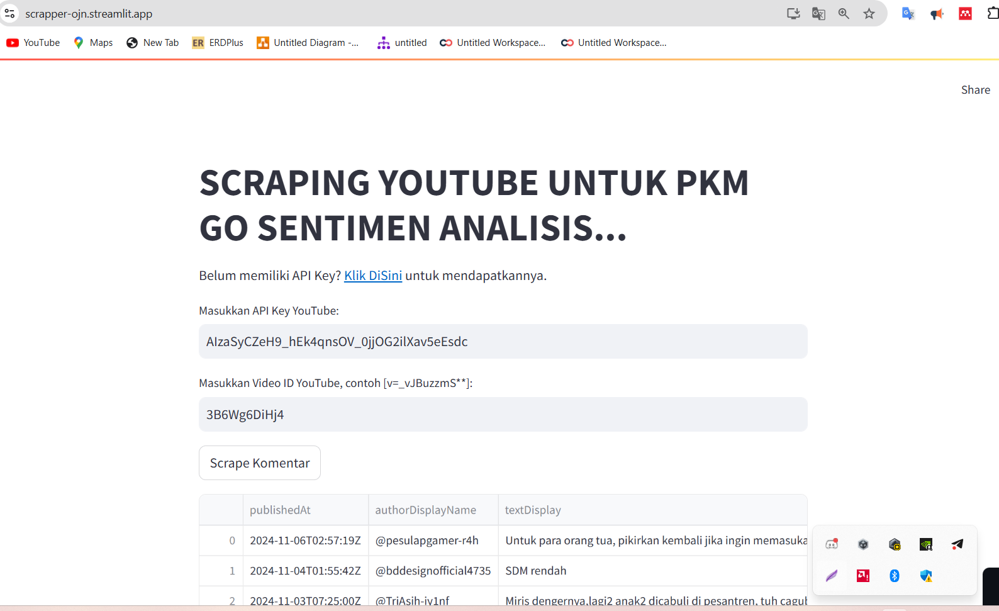 scrapper-ojn.streamlit.app
YouTube Maps New Tab ER ERDPlus Untitled Diagram -... untitled Untitled Workspace... Untitled Workspace...
Share
SCRAPING YOUTUBE UNTUK PKM
GO SENTIMEN ANALISIS...
Belum memiliki API Key? Klik DiSini untuk mendapatkannya.
Masukkan API Key YouTube:
AIzaSyCZeH9_hEk4qnsOV_0jjOG2ilXav5eEsdc
Masukkan Video ID YouTube, contoh [v=_vJBuzzmS**]:
3B6Wg6DiHj4
Scrape Komentar
publishedAt authorDisplayName textDisplay
0 2024-11-06T02:57:19Z @pesulapgamer-r4h Untuk para orang tua, pikirkan kembali jika ingin memasuka
1 2024-11-04T01:55:42Z @bddesignofficial4735 SDM rendah
2 2024-11-03T07:25:00Z @TriAsih-iy1nf Miris dengernya,lagi2 anak2 dicabuli di pesantren, tuh cagub